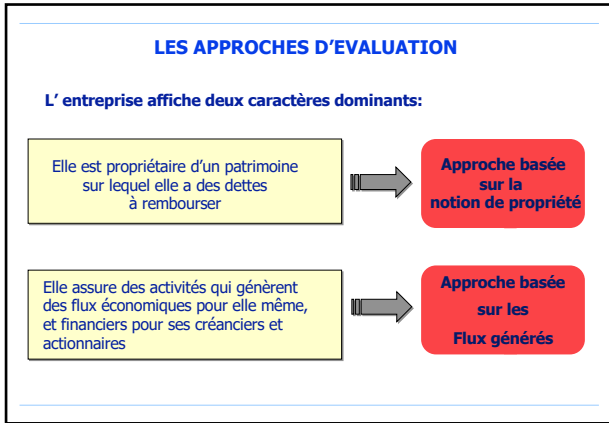 LES APPROCHES D’EVALUATION
L’ entreprise affiche deux caractères dominants:
Elle est propriétaire d’un patrimoine
sur lequel elle a des dettes
à rembourser
Approche basée
sur la
notion de propriété
Elle assure des activités qui génèrent
des flux économiques pour elle même,
et financiers pour ses créanciers et
actionnaires
Approche basée
sur les
Flux générés